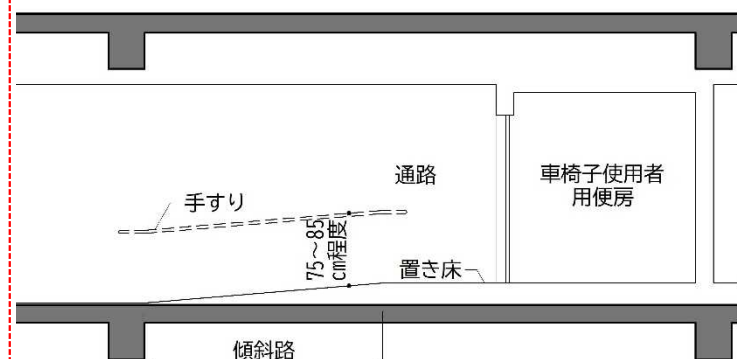 通路
車椅子使用者
用便房
手すり
75～85
cm程度
置き床
傾斜路